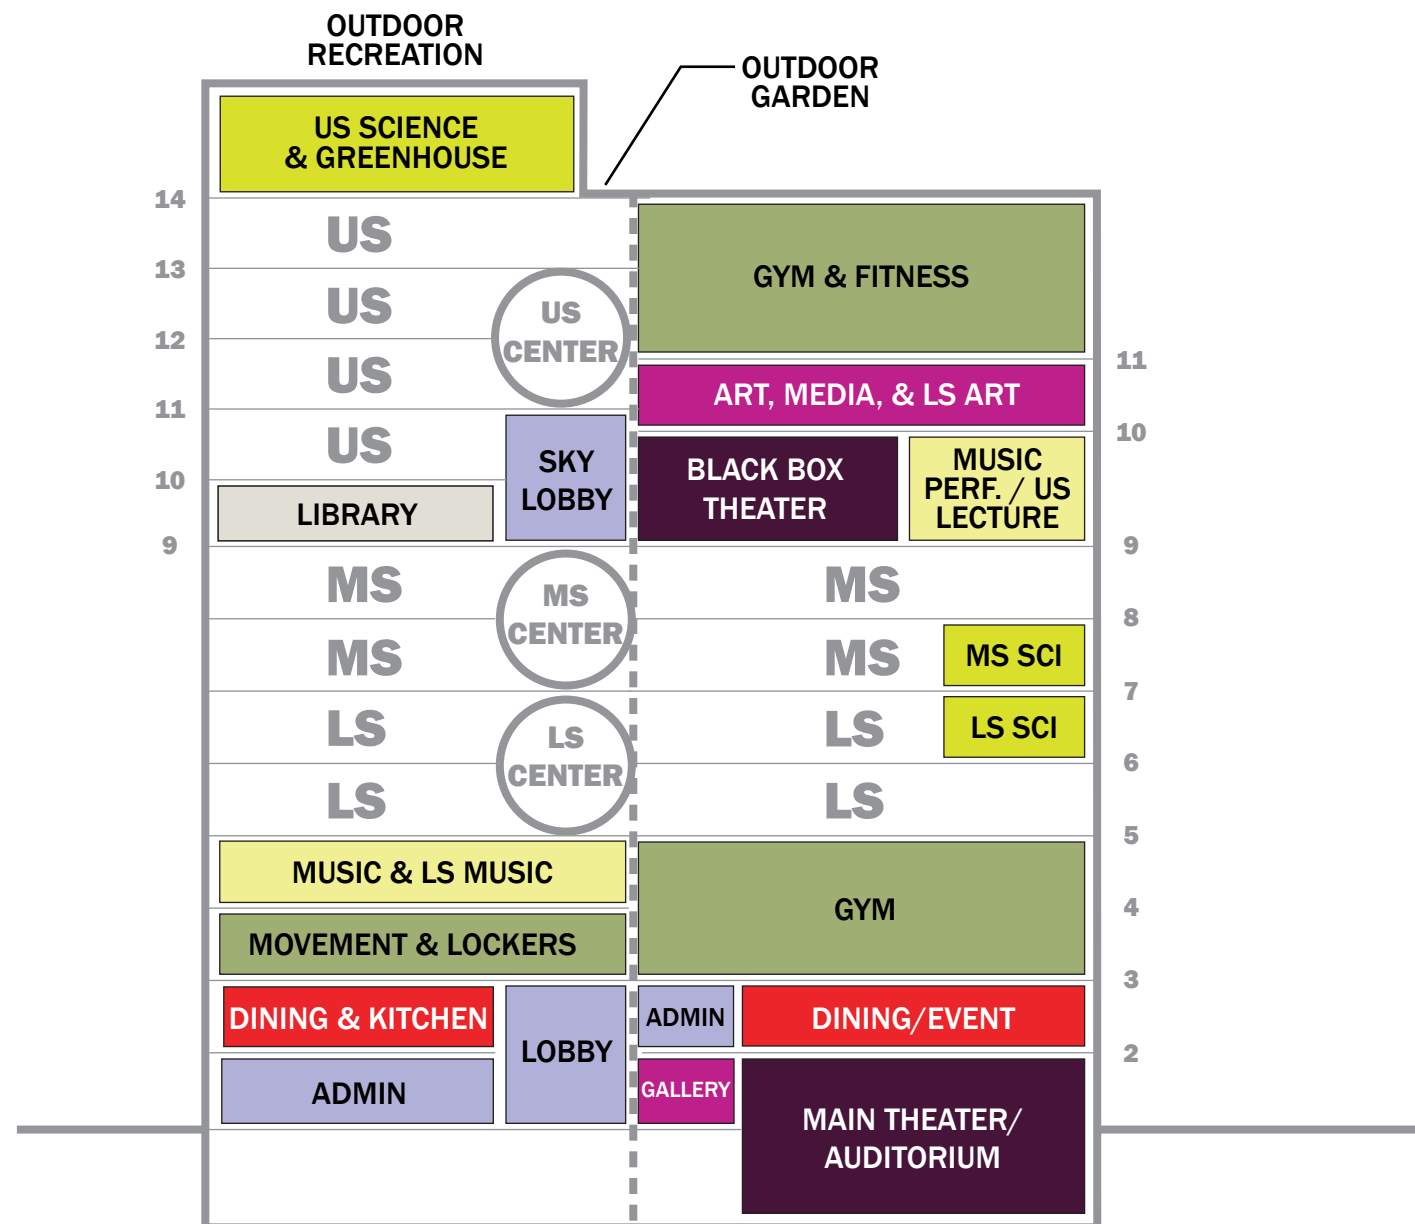 OUTDOOR
RECREATION
OUTDOOR
GARDEN
US SCIENCE
& GREENHOUSE
14
US
GYM & FITNESS
13
US
US
CENTER
12
11
US
ART, MEDIA, & LS ART
11
10
US
SKY
LOBBY
BLACK BOX
THEATER
MUSIC
PERF. / US
LECTURE
10
LIBRARY
9
9
MS
MS
CENTER
MS
8
MS
MS
MS SCI
7
LS
LS
CENTER
LS
LS SCI
6
LS
LS
5
MUSIC & LS MUSIC
GYM
4
MOVEMENT & LOCKERS
3
DINING & KITCHEN
LOBBY
ADMIN
DINING/EVENT
2
ADMIN
GALLERY
MAIN THEATER/
AUDITORIUM